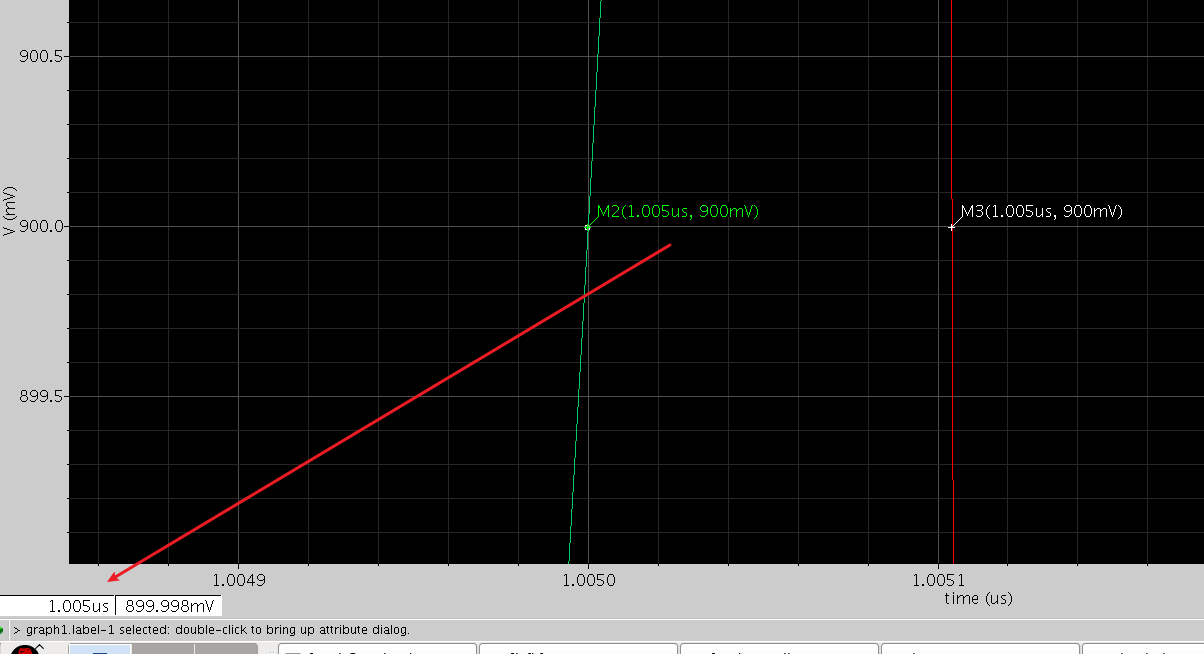 900.5
M2(1.005us, 900mV)
M3(1.005us, 900mV)
V (mV)
900.0
899.5
1.0049
1.0050
1.0051
time (us)
1.005us
899.998mV
> graph1.label-1 selected: double-click to bring up attribute dialog.